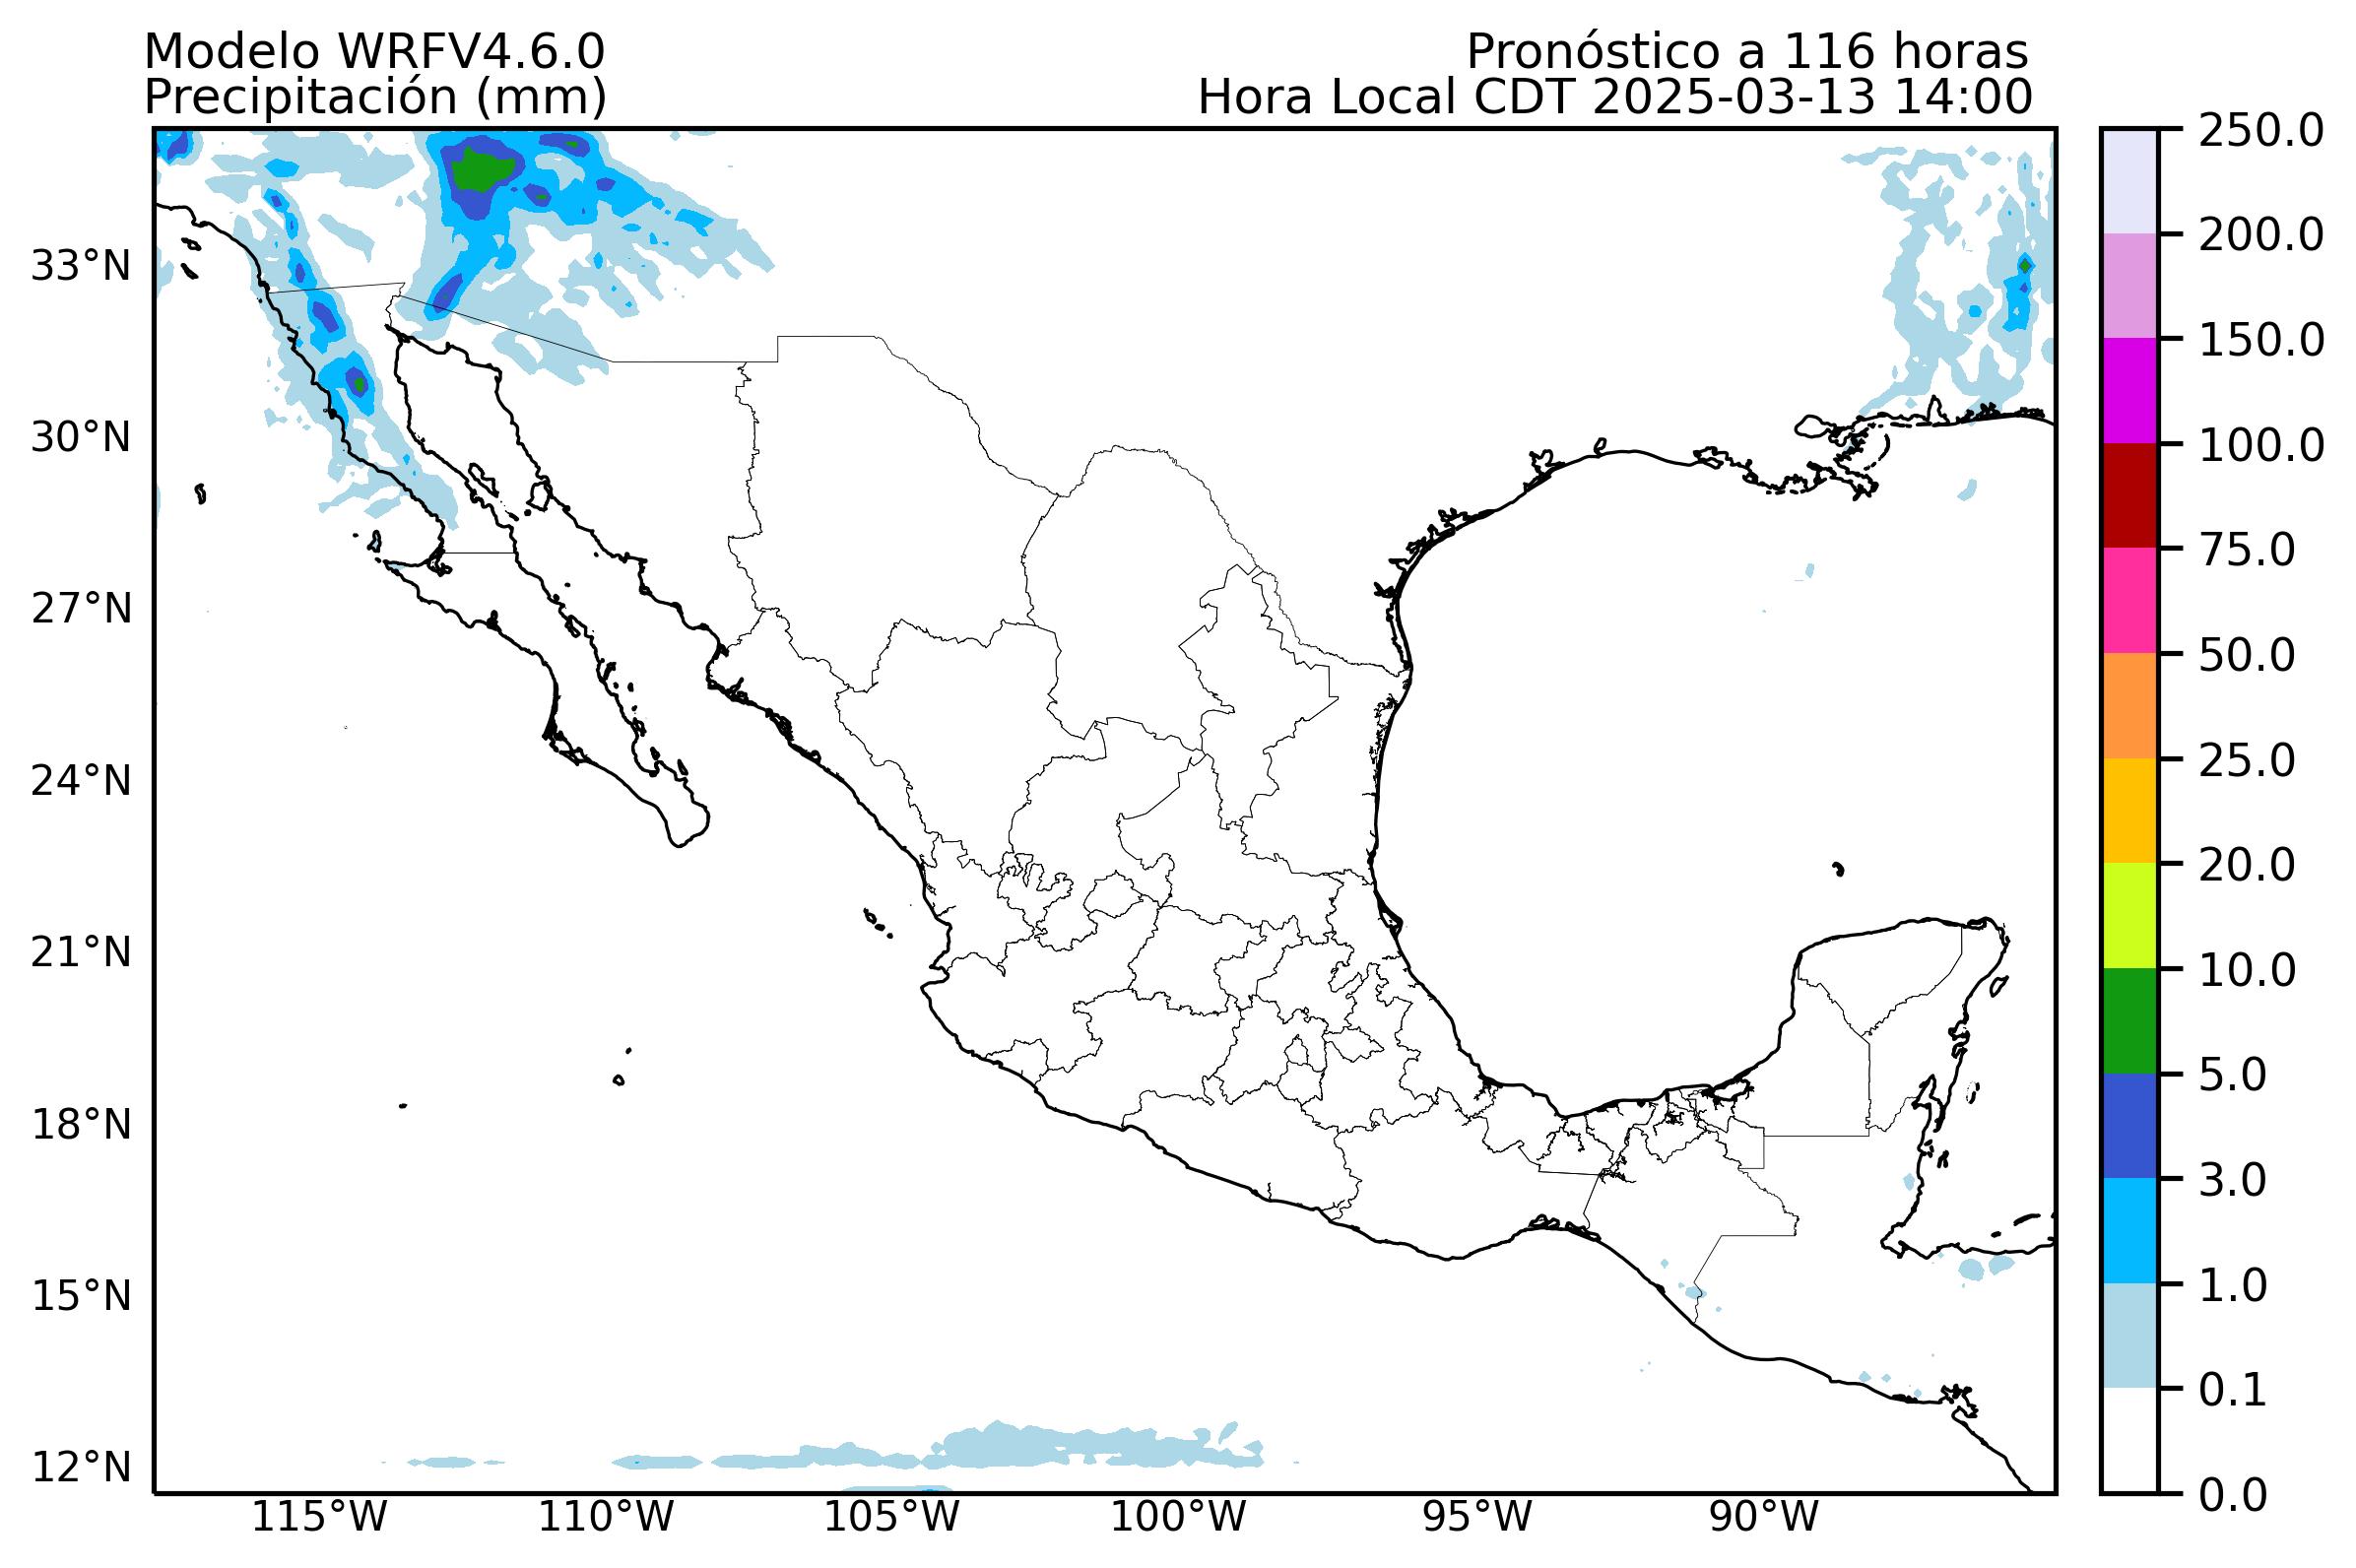 Modelo WRFV4.6.0
Pronóstico a 116 horas
Precipitación (mm)
Hora Local CDT 2025-03-13 14:00
33°N
30°N
27°N
24°N
21°N
18°N
15°N
12°N
115°W
110°W
105°W
100°W
95°W
90°W
250.0
200.0
150.0
100.0
75.0
50.0
25.0
20.0
10.0
5.0
3.0
1.0
0.1
0.0